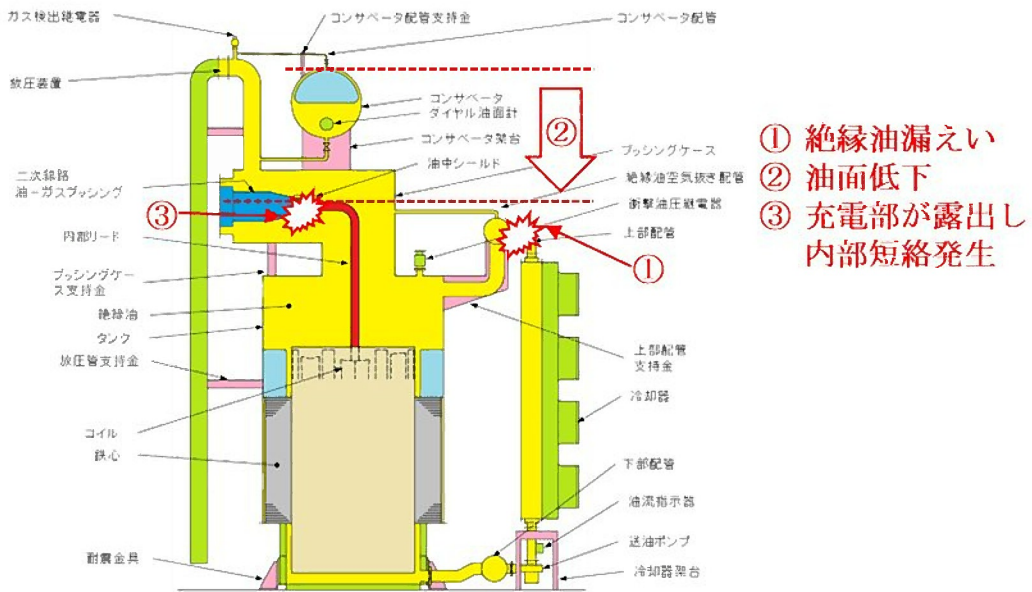 ガス検出継電器
コンサベータ配管支持金
コンサベータ配管
放圧装置
コンサベータ
ダイヤル油面計
コンサベータ架台
油中シールド
ブッシングケース
二次線路
油-ガスブッシング
絶縁油空気抜き配管
衝撃油圧継電器
上部配管
内部リード
ブッシングケー
ス支持金
絶縁油
タンク
放圧管支持金
上部配管
支持金
冷却器
コイル
鉄心
下部配管
油流指示器
送油ポンプ
耐震金具
冷却器架台
②
③
①
① 絶縁油漏えい
② 油面低下
③ 充電部が露出し
内部短絡発生